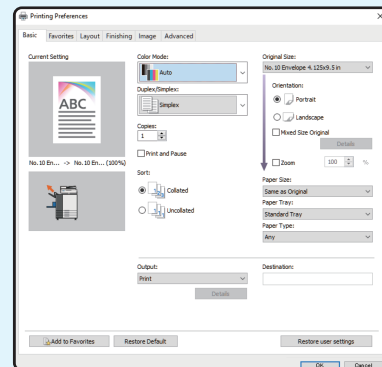 Printing Preferences
Basic Favorites Layout Finishing Image Advanced
Current Setting
ABC
No. 10 En... -> No. 10 En... (100%)
Color Mode:
Auto
Duplex/Simplex:
Simplex
Copies:
1
Print and Pause
Sort:
Collated
Uncollated
Output:
Print
Details
Original Size:
No. 10 Envelope 4.125x9.5 in
Orientation:
Portrait
Landscape
Mixed Size Original
Details
Zoom 100 %
Paper Size:
Same as Original
Paper Tray:
Standard Tray
Paper Type:
Any
Destination:
Add to Favorites
Restore Default
Restore user settings
OK Cancel